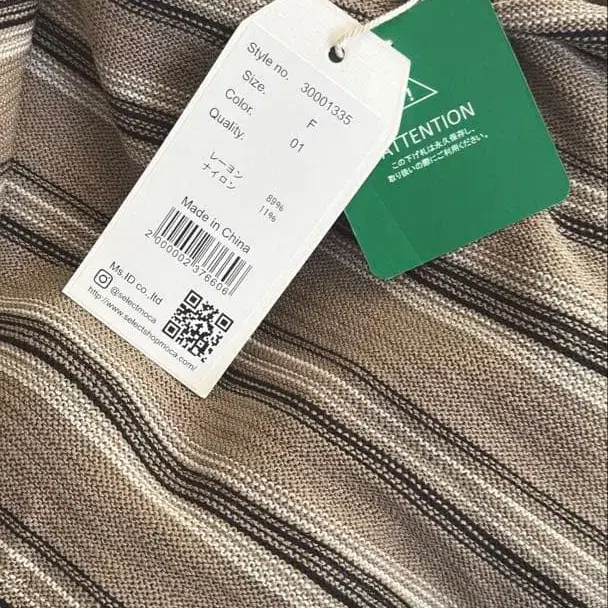 Style no. 30001335
Size. F
Color. 01
Quality.
レーヨン 89%
ナイロン 11%
Made in China
2000002376606
Ms.ID co.,ltd
@selectmoca
http://www.selectshopmoca.com/
ATTENTION
この下げ札は永久保存し、
取り扱いの際にご利用ください。